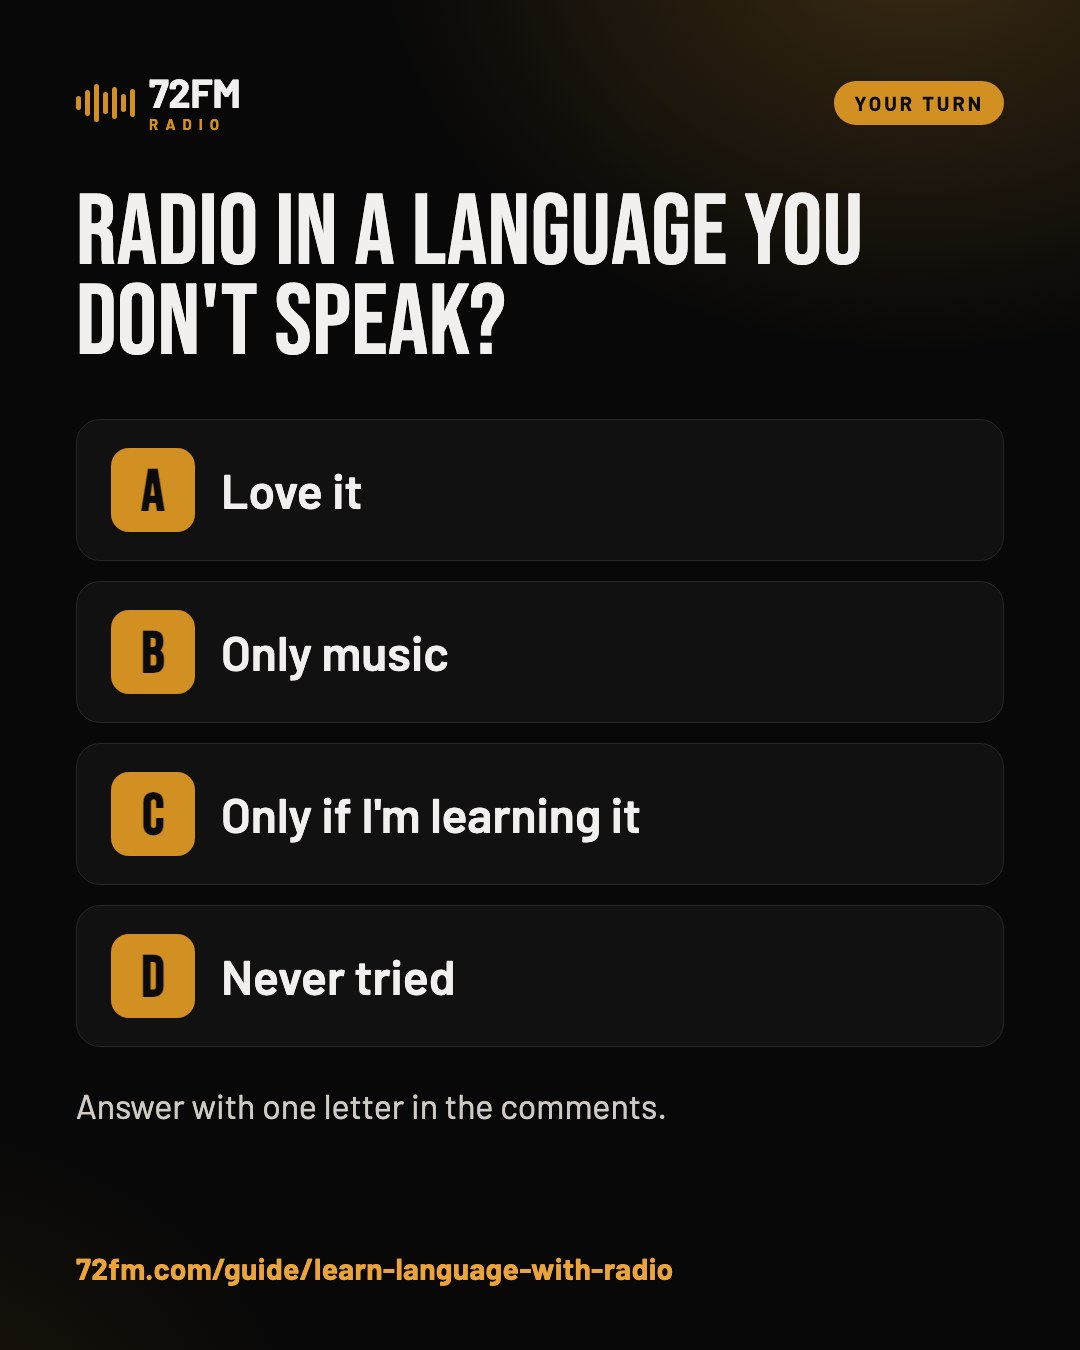 72FM
RADIO
YOUR TURN
RADIO IN A LANGUAGE YOU
DON'T SPEAK?
A Love it
B Only music
C Only if I'm learning it
D Never tried
Answer with one letter in the comments.
72fm.com/guide/learn-language-with-radio